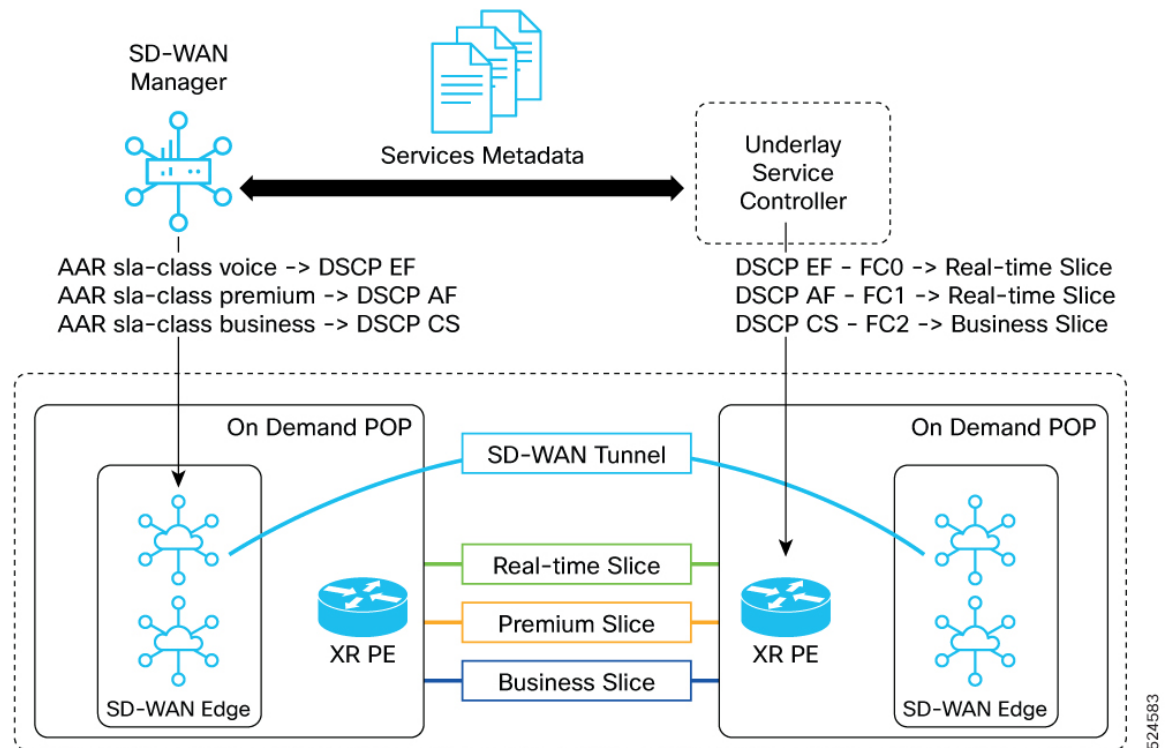 SD-WAN
Manager
Services Metadata
Underlay
Service
Controller
AAR sla-class voice -> DSCP EF
AAR sla-class premium -> DSCP AF
AAR sla-class business -> DSCP CS
DSCP EF - FC0 -> Real-time Slice
DSCP AF - FC1 -> Real-time Slice
DSCP CS - FC2 -> Business Slice
On Demand POP
SD-WAN Edge
XR PE
SD-WAN Tunnel
Real-time Slice
Premium Slice
Business Slice
On Demand POP
XR PE
SD-WAN Edge
524583